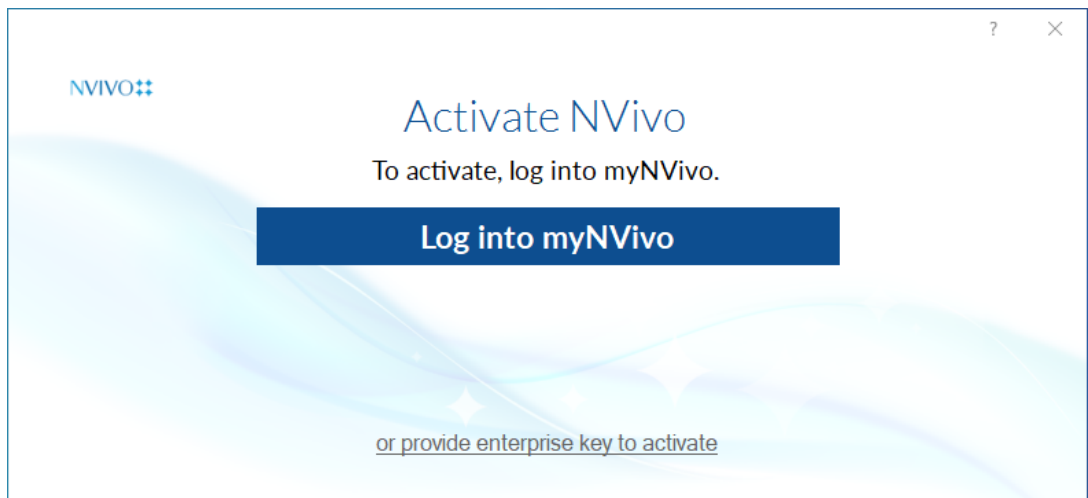 ?
NVIVO
Activate NVivo
To activate, log into myNVivo.
Log into myNVivo
or provide enterprise key to activate